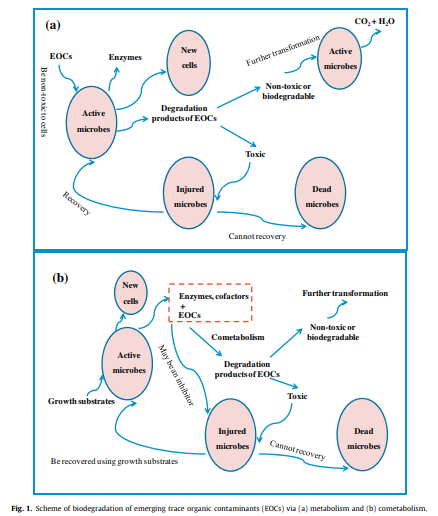 (a)
CO2 + H2O
EOCs
Enzymes
New
cells
Further transformation
Active
microbes
Be non-toxic to cells
Active
microbes
Degradation
products of EOCs
Non-toxic or
biodegradable
Toxic
Injured
microbes
Dead
microbes
Recovery
Cannot recovery
(b)
New
cells
Enzymes, cofactors
+
EOCs
Further transformation
Non-toxic or
biodegradable
Cometabolism
Active
microbes
May be an inhibitor
Degradation
products of EOCs
Growth substrates
Toxic
Injured
microbes
Cannot recovery
Dead
microbes
Be recovered using growth substrates
Fig. 1. Scheme of biodegradation of emerging trace organic contaminants (EOCs) via (a) metabolism and (b) cometabolism.